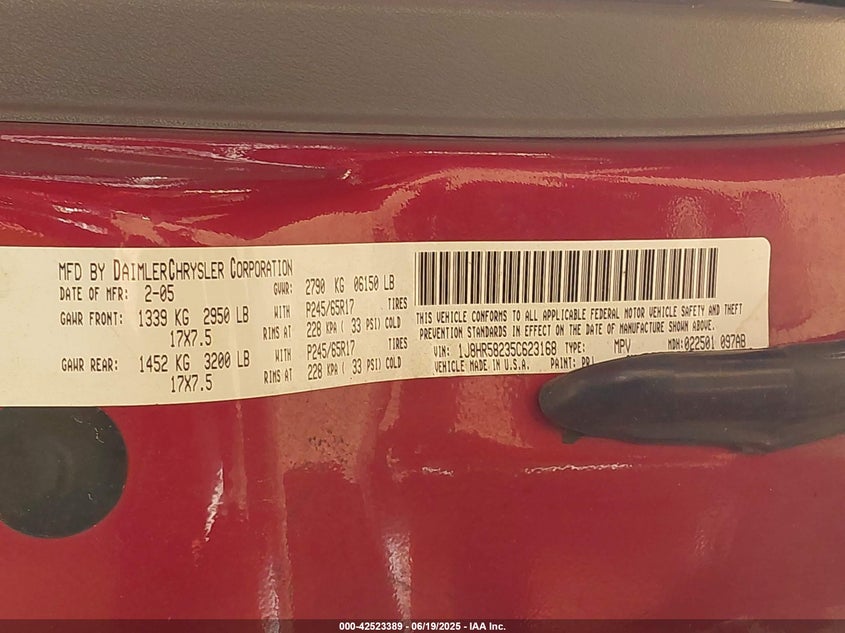 MFD BY DAIMLERCHRYSLER CORPORATION
DATE OF MFR: 2-05 GVWR: 2790 KG 06150 LB
GAWR FRONT: 1339 KG 2950 LB WITH P245/65R17 TIRES
17X7.5 RIMS AT 228 KPA ( 33 PSI) COLD
GAWR REAR: 1452 KG 3200 LB WITH P245/65R17 TIRES
17X7.5 RIMS AT 228 KPA ( 33 PSI) COLD
THIS VEHICLE CONFORMS TO ALL APPLICABLE FEDERAL MOTOR VEHICLE SAFETY AND THEFT
PREVENTION STANDARDS IN EFFECT ON THE DATE OF MANUFACTURE SHOWN ABOVE.
VIN: 1J8HR58235C623168 TYPE: MPV MDH: 022501 097AB
VEHICLE MADE IN U.S.A. PAINT:
000-42523389 - 06/19/2025 - IAA Inc.